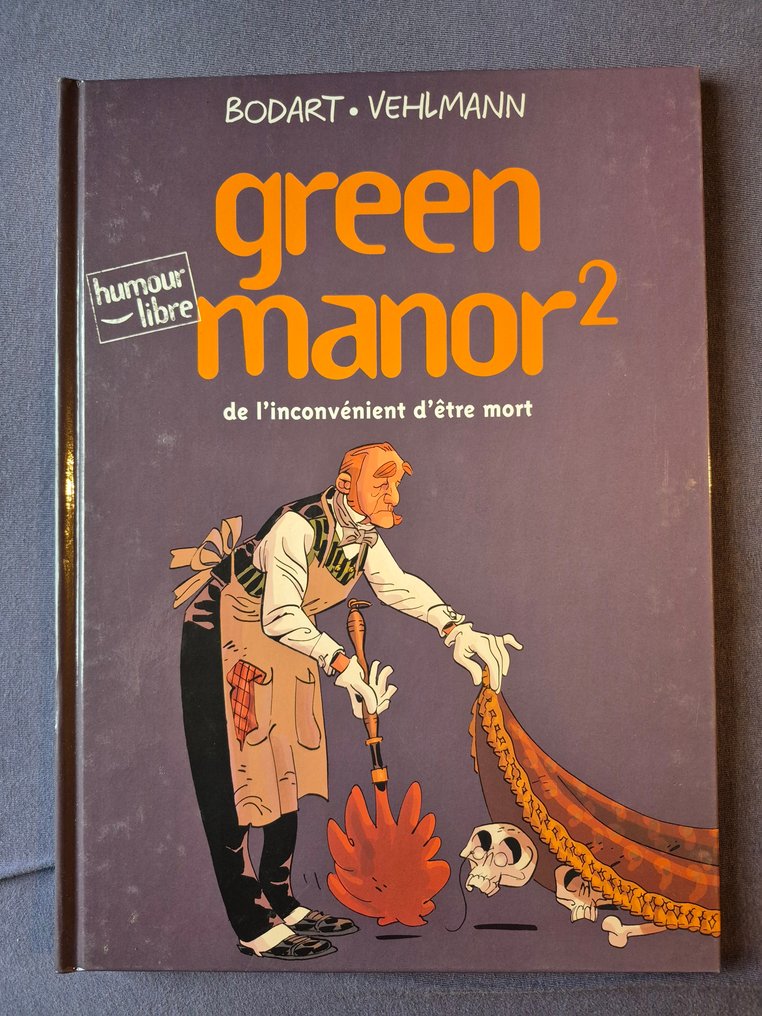 BODART • VEHLMANN
green
humour
libre
manor2
de l'inconvénient d'être mort